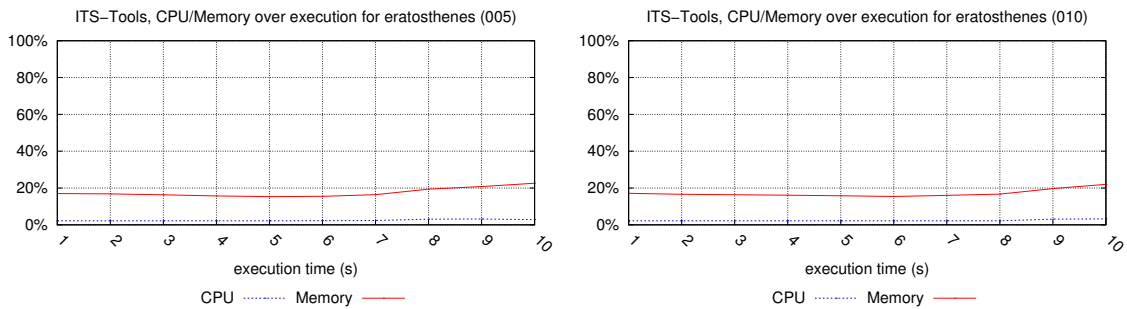 ITS−Tools, CPU/Memory over execution for eratosthenes (005)
100%
80%
60%
40%
20%
0%
1 2 3 4 5 6 7 8 9 10
execution time (s)
CPU Memory
ITS−Tools, CPU/Memory over execution for eratosthenes (010)
100%
80%
60%
40%
20%
0%
1 2 3 4 5 6 7 8 9 10
execution time (s)
CPU Memory